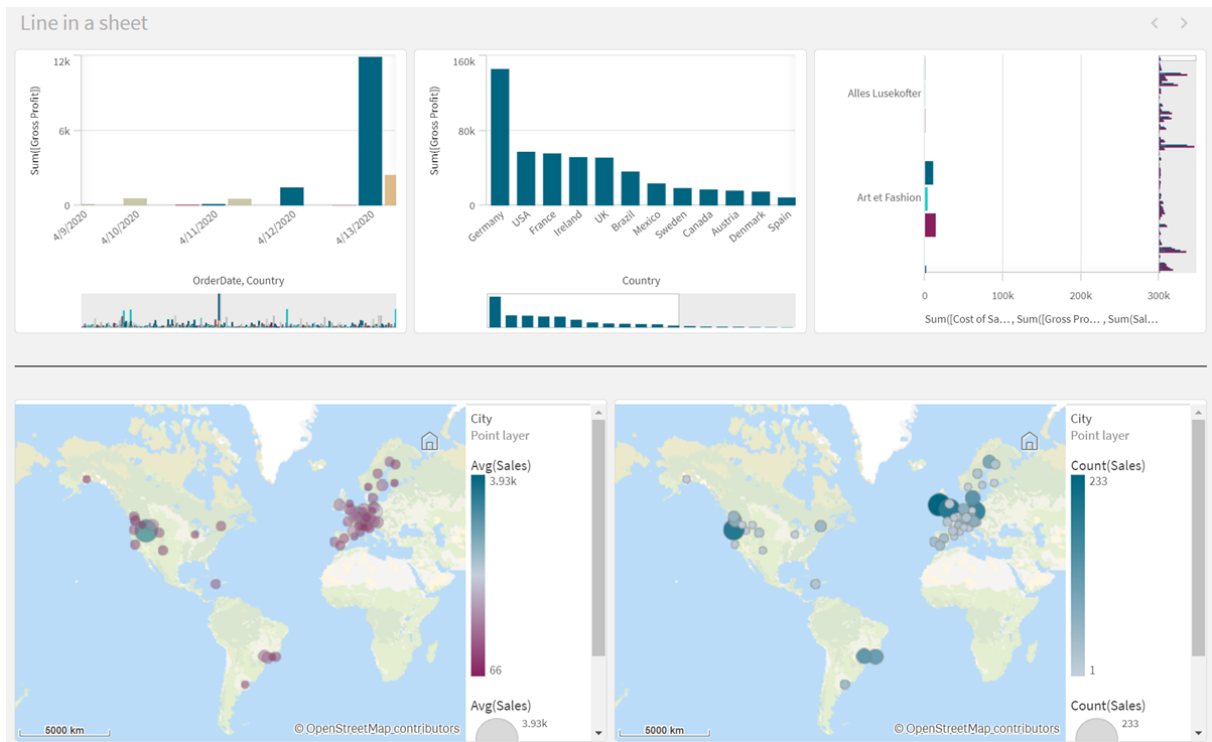 Line in a sheet
Sum([Gross Profit])
12k
6k
0
4/9/2020
4/10/2020
4/11/2020
4/12/2020
4/13/2020
OrderDate, Country
Sum([Gross Profit])
160k
80k
0
Germany
USA
France
Ireland
UK
Brazil
Mexico
Sweden
Canada
Austria
Denmark
Spain
Country
Alles Lusekofter
Art et Fashion
0
100k
200k
300k
Sum([Cost of Sa... , Sum([Gross Pro... , Sum(Sal...
City
Point layer
Avg(Sales)
3.93k
66
Avg(Sales)
3.93k
5000 km
© OpenStreetMap contributors
City
Point layer
Count(Sales)
233
1
Count(Sales)
233
5000 km
© OpenStreetMap contributors